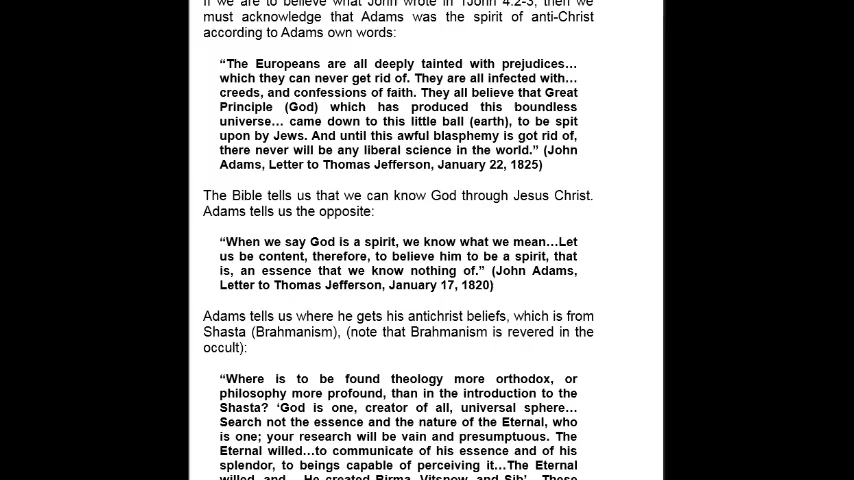 If we are to believe what John wrote in 1John 4:2-3, then we
must acknowledge that Adams was the spirit of anti-Christ
according to Adams own words:
“The Europeans are all deeply tainted with prejudices…
which they can never get rid of. They are all infected with…
creeds, and confessions of faith. They all believe that Great
Principle (God) which has produced this boundless
universe… came down to this little ball (earth), to be spit
upon by Jews. And until this awful blasphemy is got rid of,
there never will be any liberal science in the world.” (John
Adams, Letter to Thomas Jefferson, January 22, 1825)
The Bible tells us that we can know God through Jesus Christ.
Adams tells us the opposite:
“When we say God is a spirit, we know what we mean…Let
us be content, therefore, to believe him to be a spirit, that
is, an essence that we know nothing of.” (John Adams,
Letter to Thomas Jefferson, January 17, 1820)
Adams tells us where he gets his antichrist beliefs, which is from
Shasta (Brahmanism), (note that Brahmanism is revered in the
occult):
“Where is to be found theology more orthodox, or
philosophy more profound, than in the introduction to the
Shasta? ‘God is one, creator of all, universal sphere…
Search not the essence and the nature of the Eternal, who
is one; your research will be vain and presumptuous. The
Eternal willed…to communicate of his essence and of his
splendor, to beings capable of perceiving it…The Eternal
willed, and… He created Birma, Vitsnow, and Sib’…These